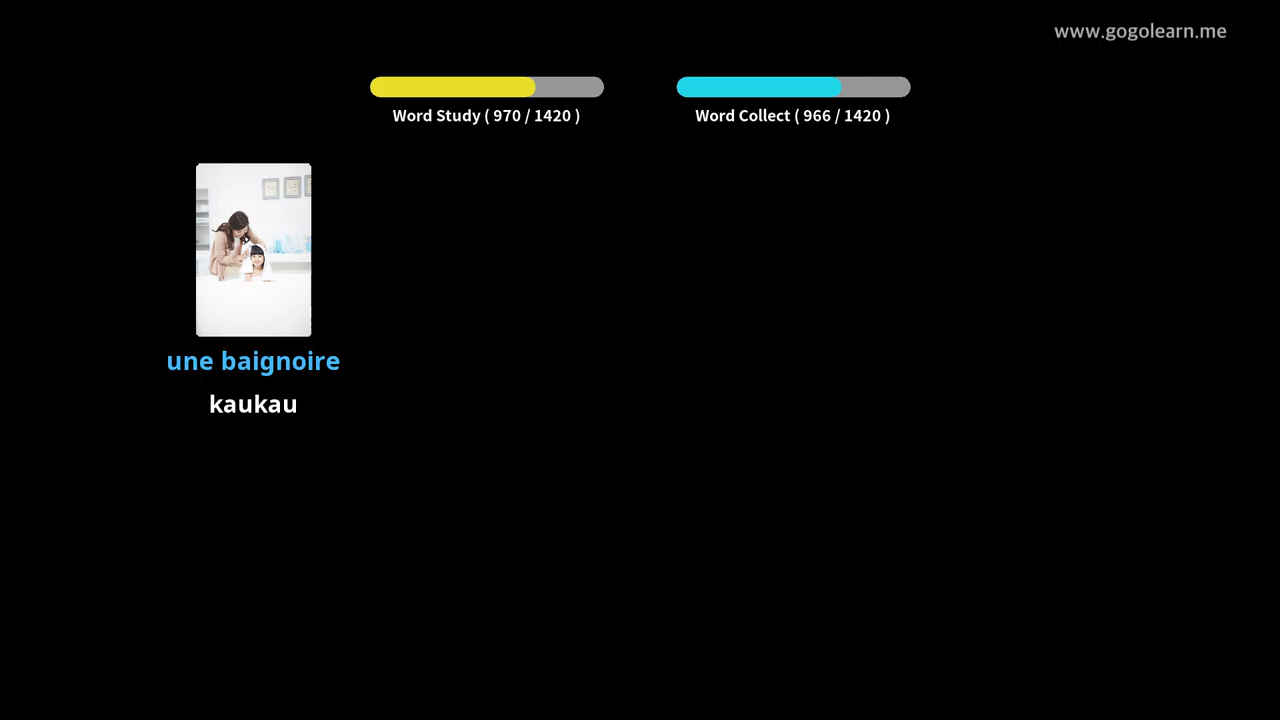 www.gogolearn.me
Word Study ( 970 / 1420 )
Word Collect ( 966 / 1420 )
une baignoire
kaukau